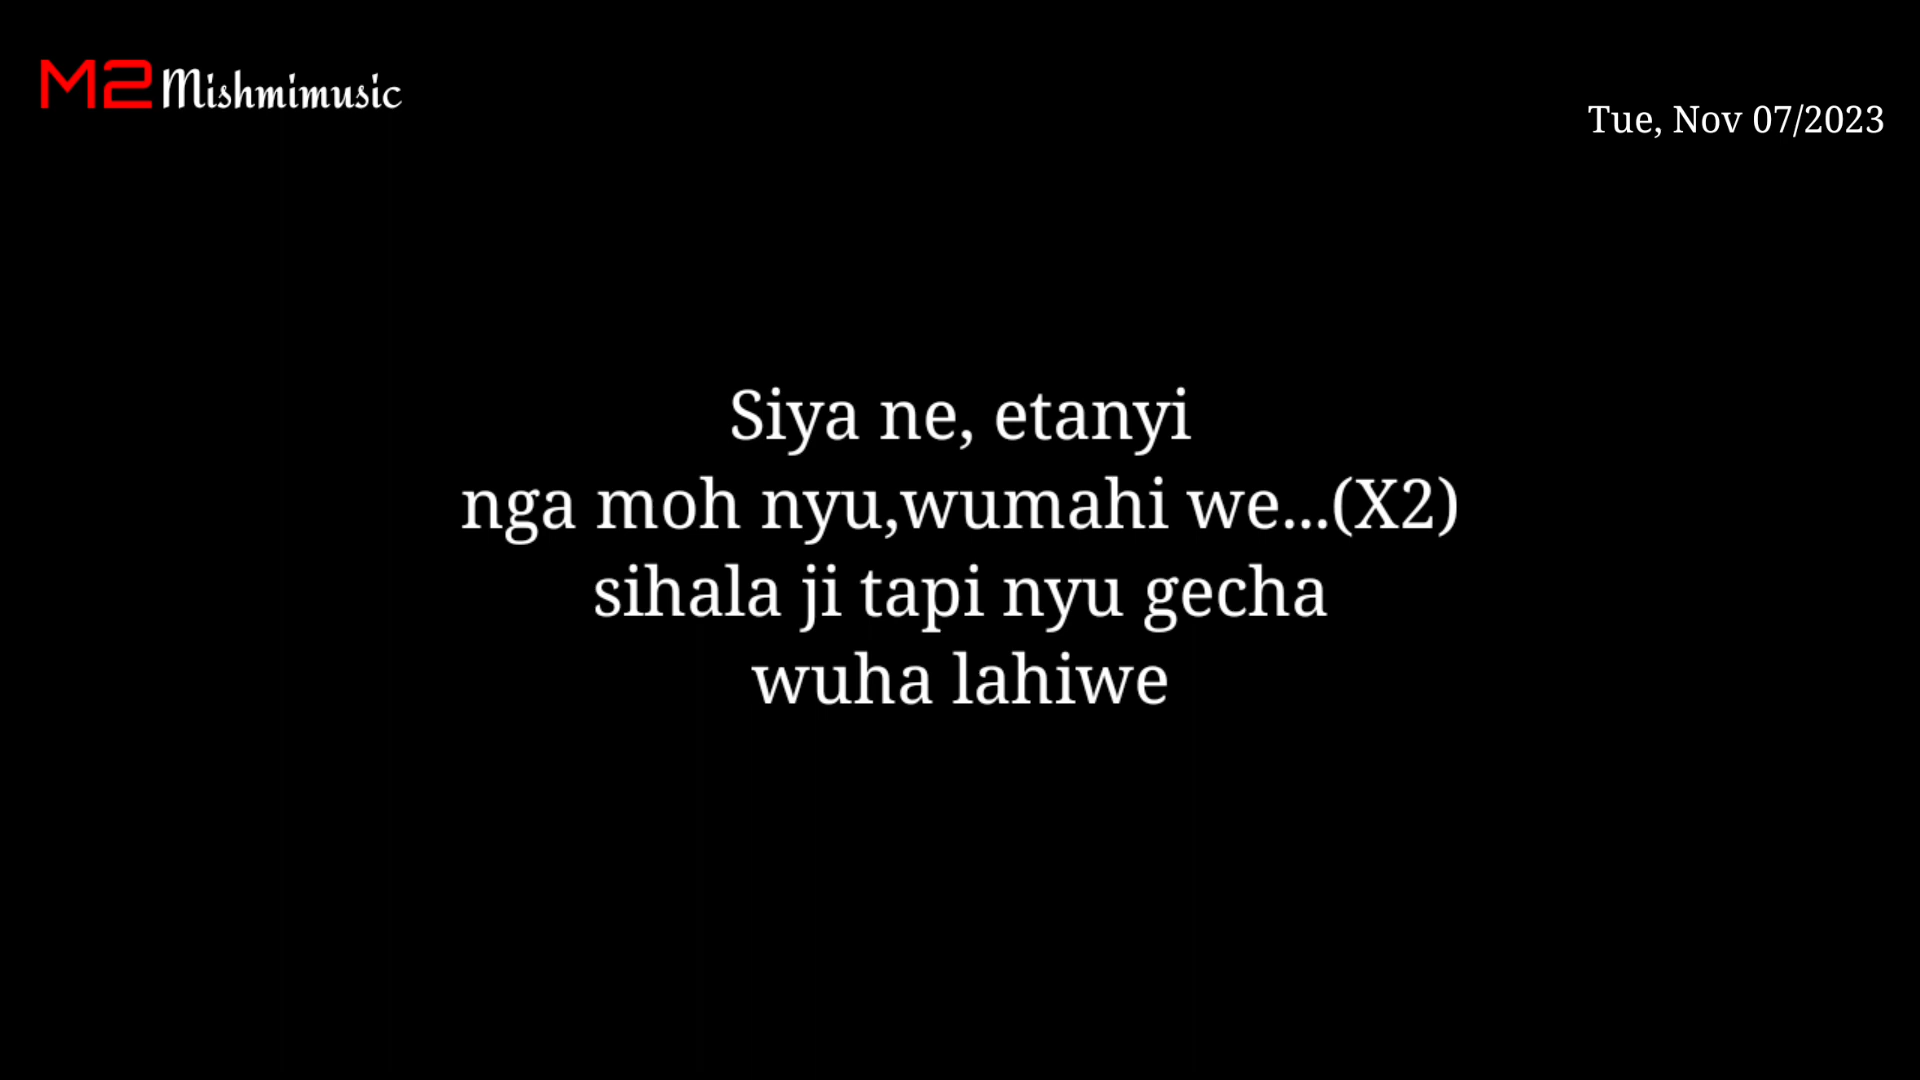 M2 Mishmimusic
Tue, Nov 07/2023
Siya ne, etanyi
nga moh nyu,wumahi we...(X2)
sihala ji tapi nyu gecha
wuha lahiwe